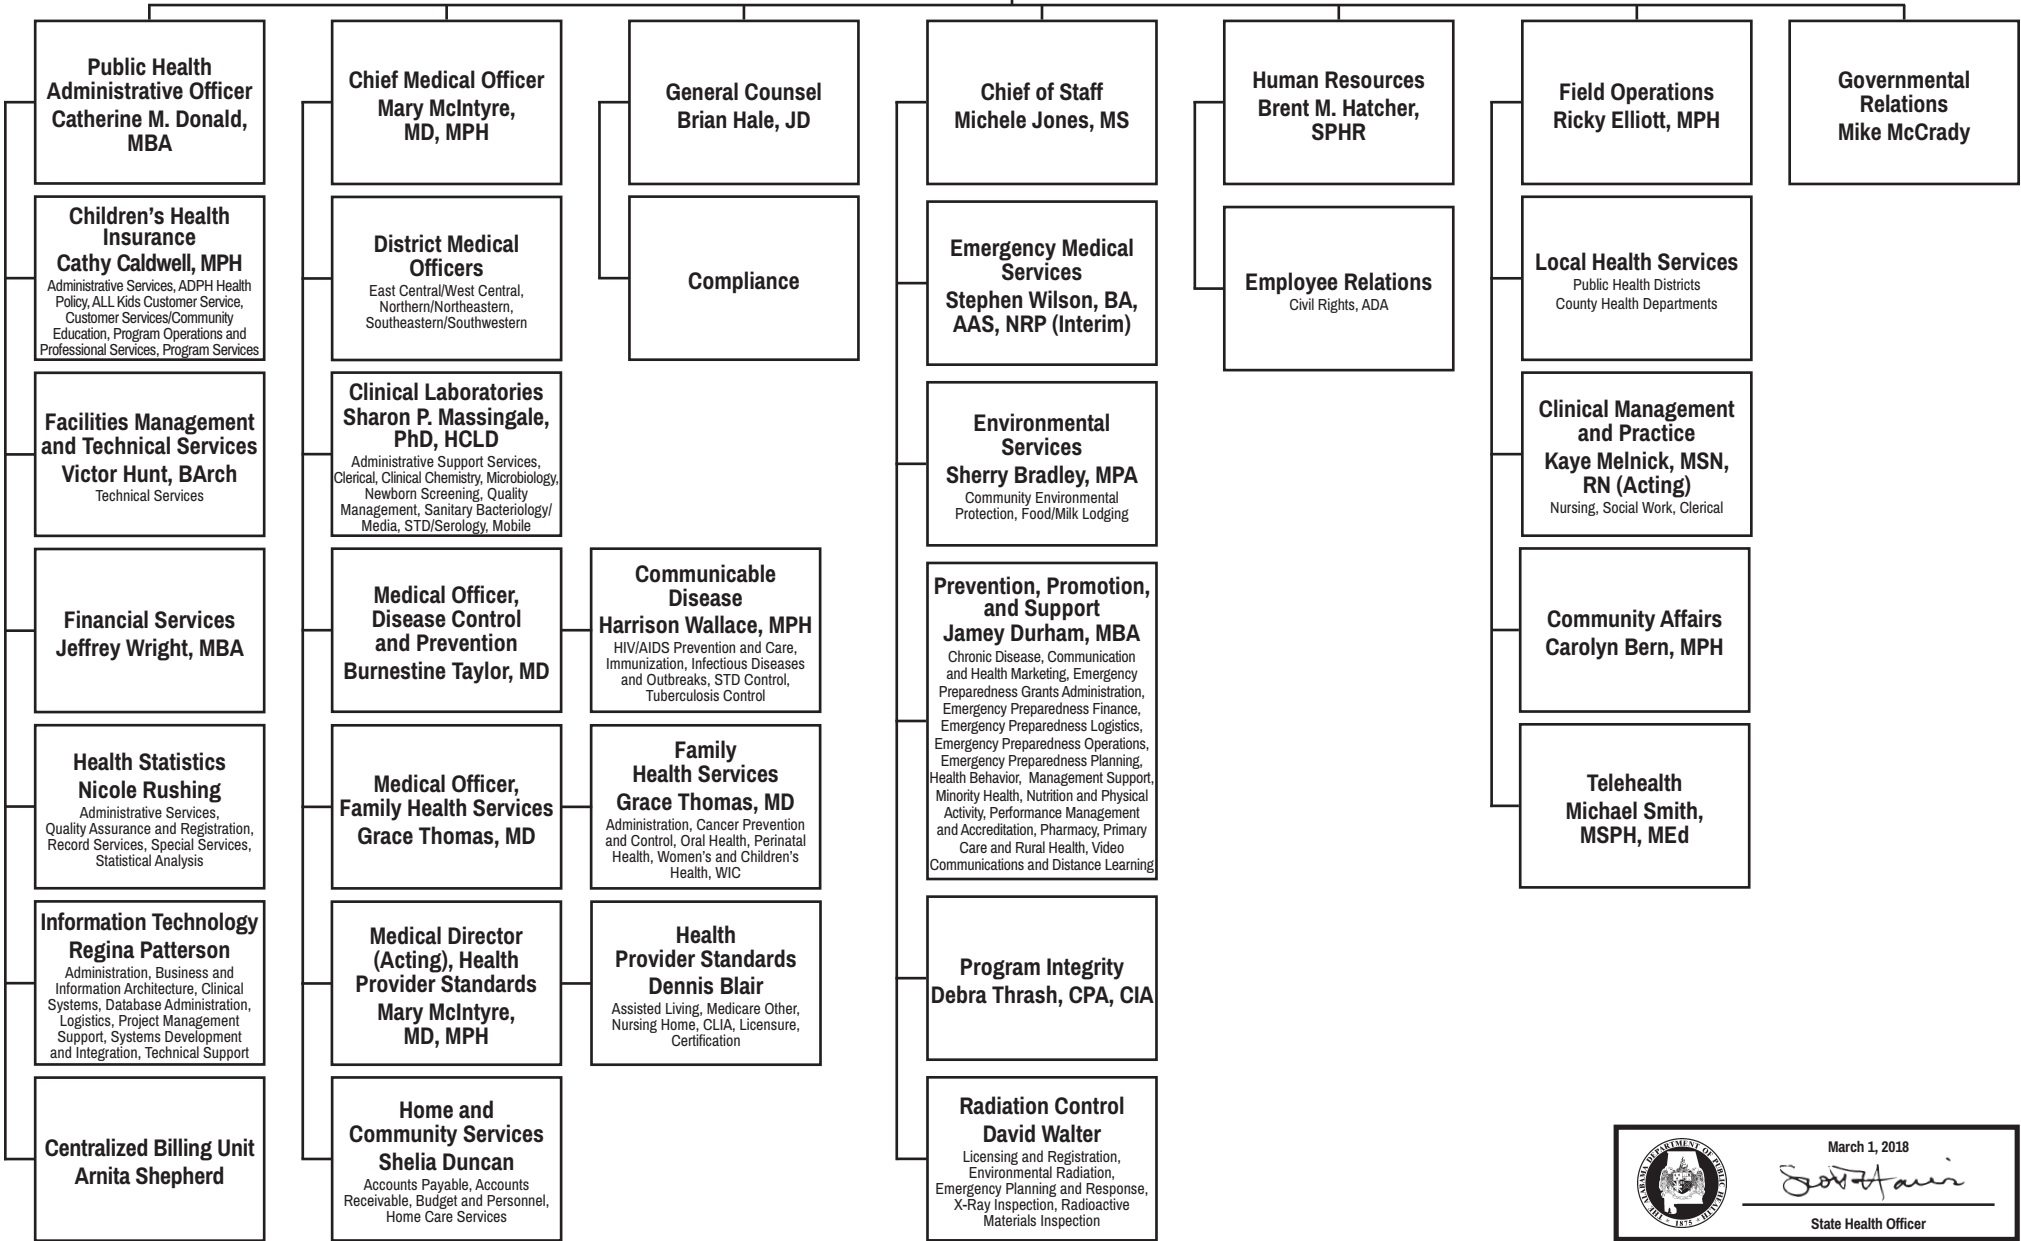 Public Health
Administrative Officer
Catherine M. Donald,
MBA
Children’s Health
Insurance
Cathy Caldwell, MPH
Administrative Services, ADPH Health
Policy, ALL Kids Customer Service,
Customer Services/Community
Education, Program Operations and
Professional Services, Program Services
Facilities Management
and Technical Services
Victor Hunt, BArch
Technical Services
Financial Services
Jeffrey Wright, MBA
Health Statistics
Nicole Rushing
Administrative Services,
Quality Assurance and Registration,
Record Services, Special Services,
Statistical Analysis
Information Technology
Regina Patterson
Administration, Business and
Information Architecture, Clinical
Systems, Database Administration,
Logistics, Project Management
Support, Systems Development
and Integration, Technical Support
Centralized Billing Unit
Arnita Shepherd
Chief Medical Officer
Mary McIntyre,
MD, MPH
District Medical
Officers
East Central/West Central,
Northern/Northeastern,
Southeastern/Southwestern
Clinical Laboratories
Sharon P. Massingale,
PhD, HCLD
Administrative Support Services,
Clerical, Clinical Chemistry, Microbiology,
Newborn Screening, Quality
Management, Sanitary Bacteriology/
Media, STD/Serology, Mobile
Medical Officer,
Disease Control
and Prevention
Burnestine Taylor, MD
Communicable
Disease
Harrison Wallace, MPH
HIV/AIDS Prevention and Care,
Immunization, Infectious Diseases
and Outbreaks, STD Control,
Tuberculosis Control
Medical Officer,
Family Health Services
Grace Thomas, MD
Family
Health Services
Grace Thomas, MD
Administration, Cancer Prevention
and Control, Oral Health, Perinatal
Health, Women’s and Children’s
Health, WIC
Medical Director
(Acting), Health
Provider Standards
Mary McIntyre,
MD, MPH
Health
Provider Standards
Dennis Blair
Assisted Living, Medicare Other,
Nursing Home, CLIA, Licensure,
Certification
Home and
Community Services
Shelia Duncan
Accounts Payable, Accounts
Receivable, Budget and Personnel,
Home Care Services
General Counsel
Brian Hale, JD
Compliance
Chief of Staff
Michele Jones, MS
Emergency Medical
Services
Stephen Wilson, BA,
AAS, NRP (Interim)
Environmental
Services
Sherry Bradley, MPA
Community Environmental
Protection, Food/Milk Lodging
Prevention, Promotion,
and Support
Jamey Durham, MBA
Chronic Disease, Communication
and Health Marketing, Emergency
Preparedness Grants Administration,
Emergency Preparedness Finance,
Emergency Preparedness Logistics,
Emergency Preparedness Operations,
Emergency Preparedness Planning,
Health Behavior, Management Support,
Minority Health, Nutrition and Physical
Activity, Performance Management
and Accreditation, Pharmacy, Primary
Care and Rural Health, Video
Communications and Distance Learning
Program Integrity
Debra Thrash, CPA, CIA
Radiation Control
David Walter
Licensing and Registration,
Environmental Radiation,
Emergency Planning and Response,
X-Ray Inspection, Radioactive
Materials Inspection
Human Resources
Brent M. Hatcher,
SPHR
Employee Relations
Civil Rights, ADA
Field Operations
Ricky Elliott, MPH
Local Health Services
Public Health Districts
County Health Departments
Clinical Management
and Practice
Kaye Melnick, MSN,
RN (Acting)
Nursing, Social Work, Clerical
Community Affairs
Carolyn Bern, MPH
Telehealth
Michael Smith,
MSPH, MEd
Governmental
Relations
Mike McCrady
THE ALABAMA DEPARTMENT OF PUBLIC HEALTH
1875
March 1, 2018
Scott Harris
State Health Officer